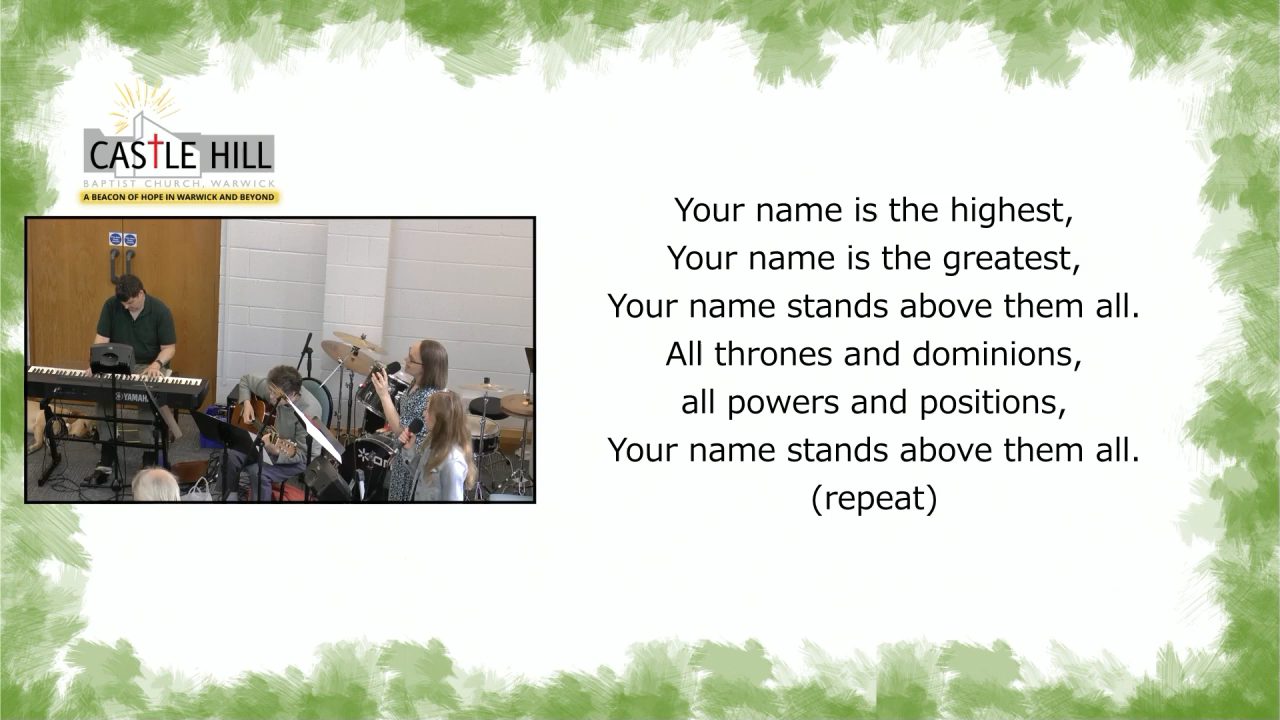 CASTLE HILL
BAPTIST CHURCH, WARWICK
A BEACON OF HOPE IN WARWICK AND BEYOND
YAMAHA
Your name is the highest,
Your name is the greatest,
Your name stands above them all.
All thrones and dominions,
all powers and positions,
Your name stands above them all.
(repeat)